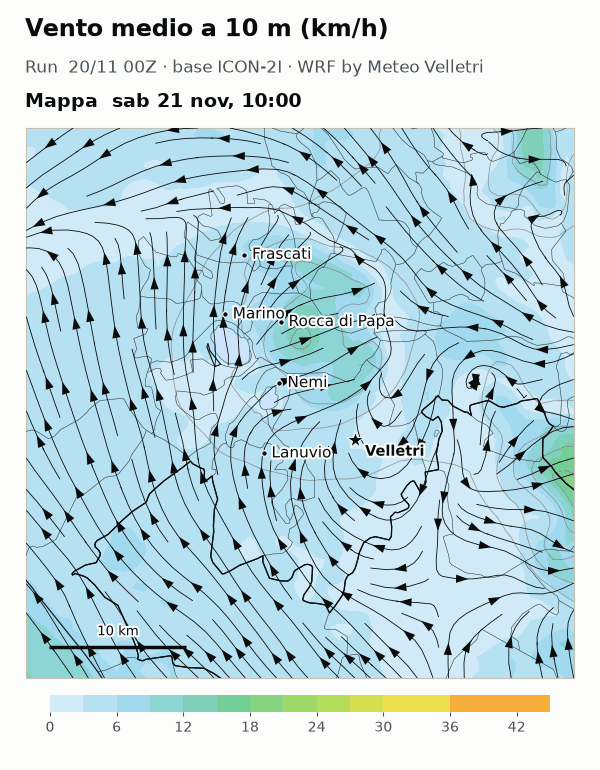 Vento medio a 10 m (km/h)
Run  20/11 00Z · base ICON-2I · WRF by Meteo Velletri
Mappa  sab 21 nov, 10:00
Frascati
Marino
Rocca di Papa
Nemi
Velletri
Lanuvio
10 km
0 6 12 18 24 30 36 42